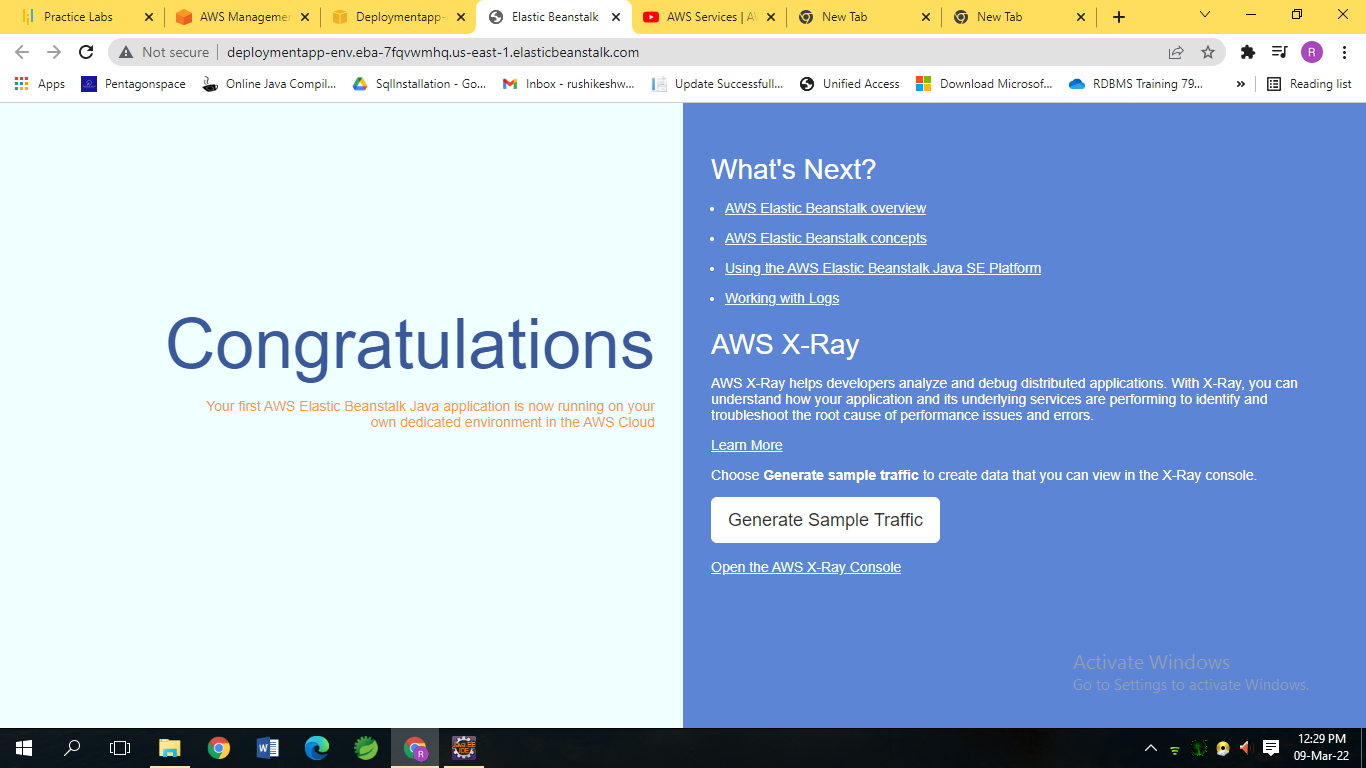 Practice Labs
AWS Managemen
Deploymentapp-
Elastic Beanstalk
AWS Services | A
New Tab
New Tab
Not secure
deploymentapp-env.eba-7fqvwmhq.us-east-1.elasticbeanstalk.com
R
Apps
Pentagonspace
Online Java Compil...
SqlInstallation - Go...
Inbox - rushikeshw...
Update Successfull...
Unified Access
Download Microsof...
RDBMS Training 79...
»
Reading list
Congratulations
Your first AWS Elastic Beanstalk Java application is now running on your
own dedicated environment in the AWS Cloud
What's Next?
• AWS Elastic Beanstalk overview
• AWS Elastic Beanstalk concepts
• Using the AWS Elastic Beanstalk Java SE Platform
• Working with Logs
AWS X-Ray
AWS X-Ray helps developers analyze and debug distributed applications. With X-Ray, you can
understand how your application and its underlying services are performing to identify and
troubleshoot the root cause of performance issues and errors.
Learn More
Choose Generate sample traffic to create data that you can view in the X-Ray console.
Generate Sample Traffic
Open the AWS X-Ray Console
Activate Windows
Go to Settings to activate Windows.
R
Java EE
IDE
12:29 PM
09-Mar-22